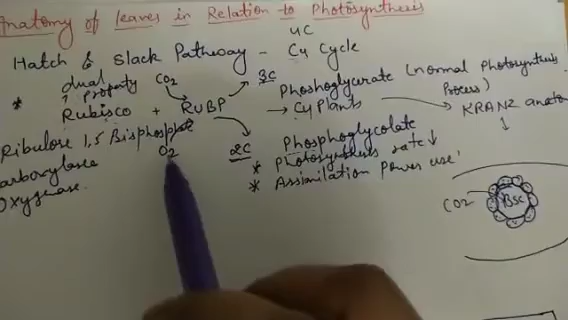 Anatomy of leaves in Relation to Photosynthesis
4C
Hatch & Slack Pathway - C4 Cycle
dual property CO2 3C Phoshoglycerate (normal Photosynthesis Process)
* Rubisco + RUBP → C4 Plants → KRANZ anato
Ribulose 1,5 Bisphosphate O2 2C Phosphoglycolate ↓
Carboxylase * Photosynthesis rate ↓
Oxygenase. * Assimilation Power use
CO2 BSC